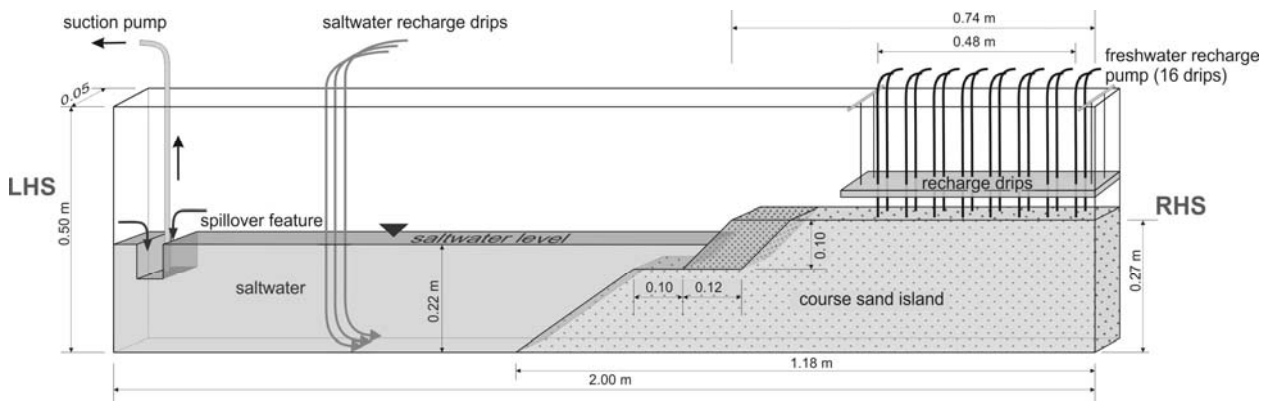 suction pump
saltwater recharge drips
0.74 m
0.48 m
freshwater recharge
pump (16 drips)
0.05
LHS
0.50 m
recharge drips
RHS
spillover feature
saltwater level
saltwater
0.22 m
0.10
0.10
0.12
course sand island
0.27 m
1.18 m
2.00 m